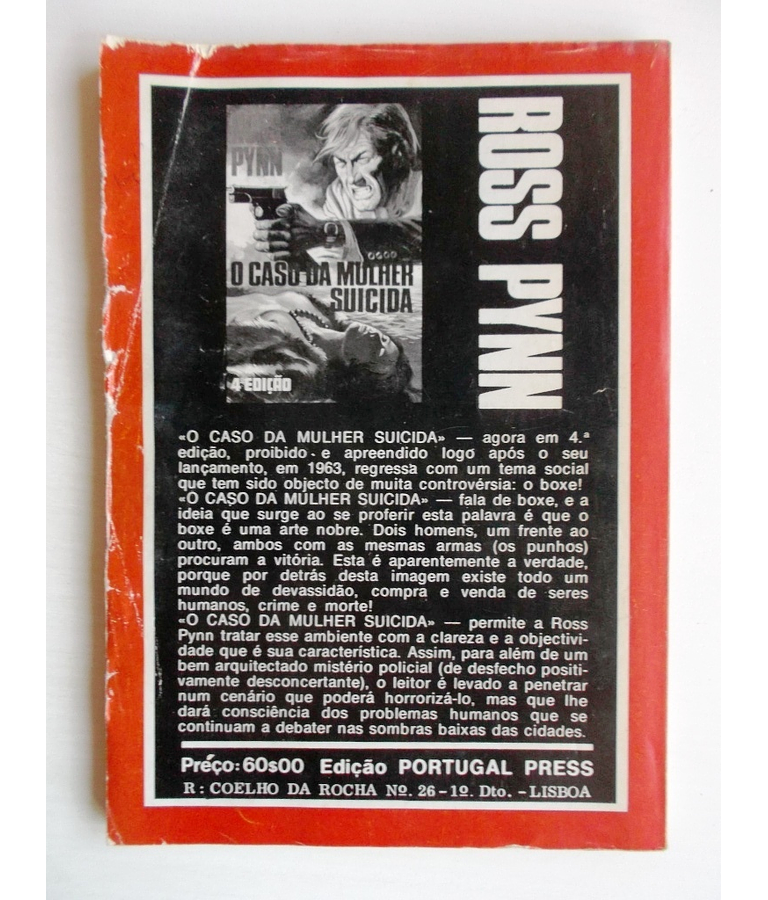 ROSS PYNN
PYNN
O CASO DA MULHER
SUICIDA
4 EDIÇÃO
«O CASO DA MULHER SUICIDA» — agora em 4.ª
edição, proibido e apreendido logo após o seu
lançamento, em 1963, regressa com um tema social
que tem sido objecto de muita controvérsia: o boxe!
«O CASO DA MULHER SUICIDA» — fala de boxe, e a
ideia que surge ao se proferir esta palavra é que o
boxe é uma arte nobre. Dois homens, um frente ao
outro, ambos com as mesmas armas (os punhos)
procuram a vitória. Esta é aparentemente a verdade,
porque por detrás desta imagem existe todo um
mundo de devassidão, compra e venda de seres
humanos, crime e morte!
«O CASO DA MULHER SUICIDA» — permite a Ross
Pynn tratar esse ambiente com a clareza e a objectivi-
dade que é sua característica. Assim, para além de um
bem arquitectado mistério policial (de desfecho positi-
vamente desconcertante), o leitor é levado a penetrar
num cenário que poderá horrorizá-lo, mas que lhe
dará consciência dos problemas humanos que se
continuam a debater nas sombras baixas das cidades.
Preço: 60s00 Edição PORTUGAL PRESS
R: COELHO DA ROCHA Nº. 26 - 1º. Dto. - LISBOA